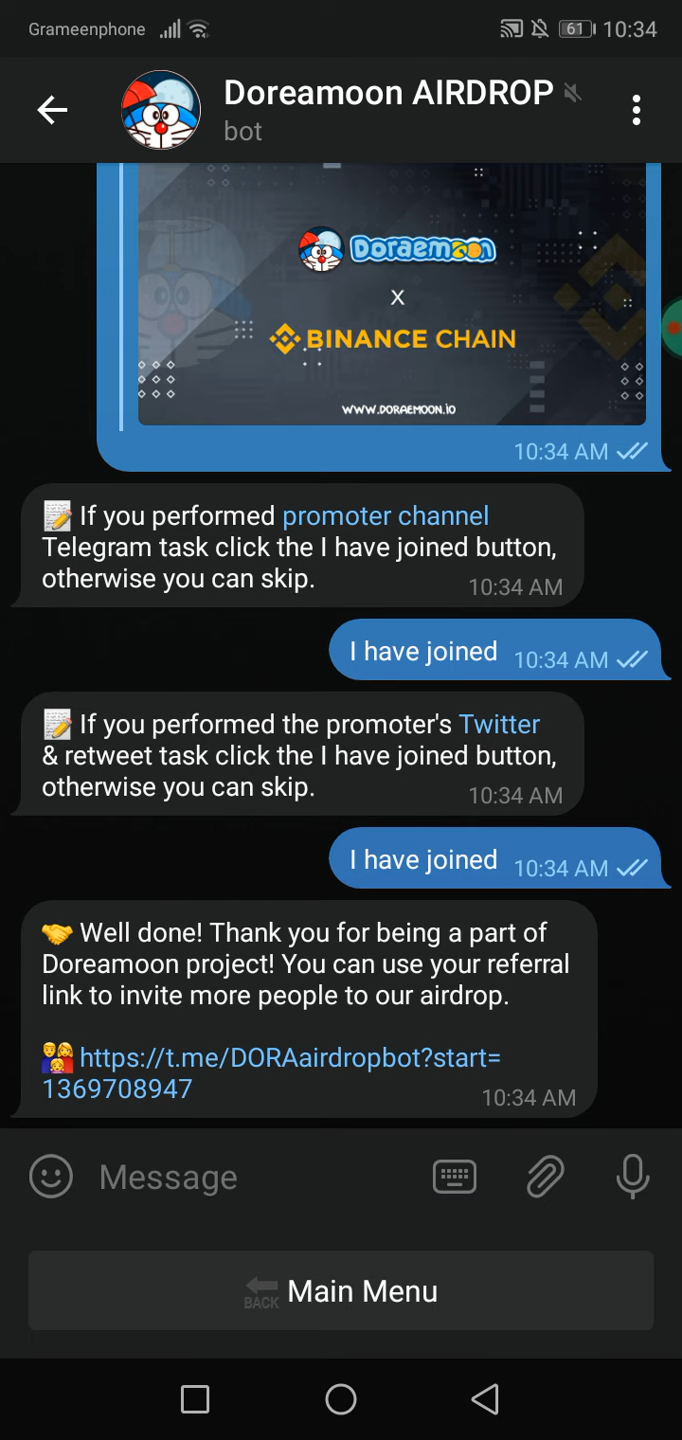 Grameenphone 61 10:34
Doreamoon AIRDROP
bot
Doraemoon
X
BINANCE CHAIN
WWW.DORAEMOON.IO
10:34 AM
📝 If you performed promoter channel
Telegram task click the I have joined button,
otherwise you can skip. 10:34 AM
I have joined 10:34 AM
📝 If you performed the promoter's Twitter
& retweet task click the I have joined button,
otherwise you can skip. 10:34 AM
I have joined 10:34 AM
🤝 Well done! Thank you for being a part of
Doreamoon project! You can use your referral
link to invite more people to our airdrop.
👨‍👩‍👧 https://t.me/DORAairdropbot?start=
1369708947 10:34 AM
Message
BACK Main Menu